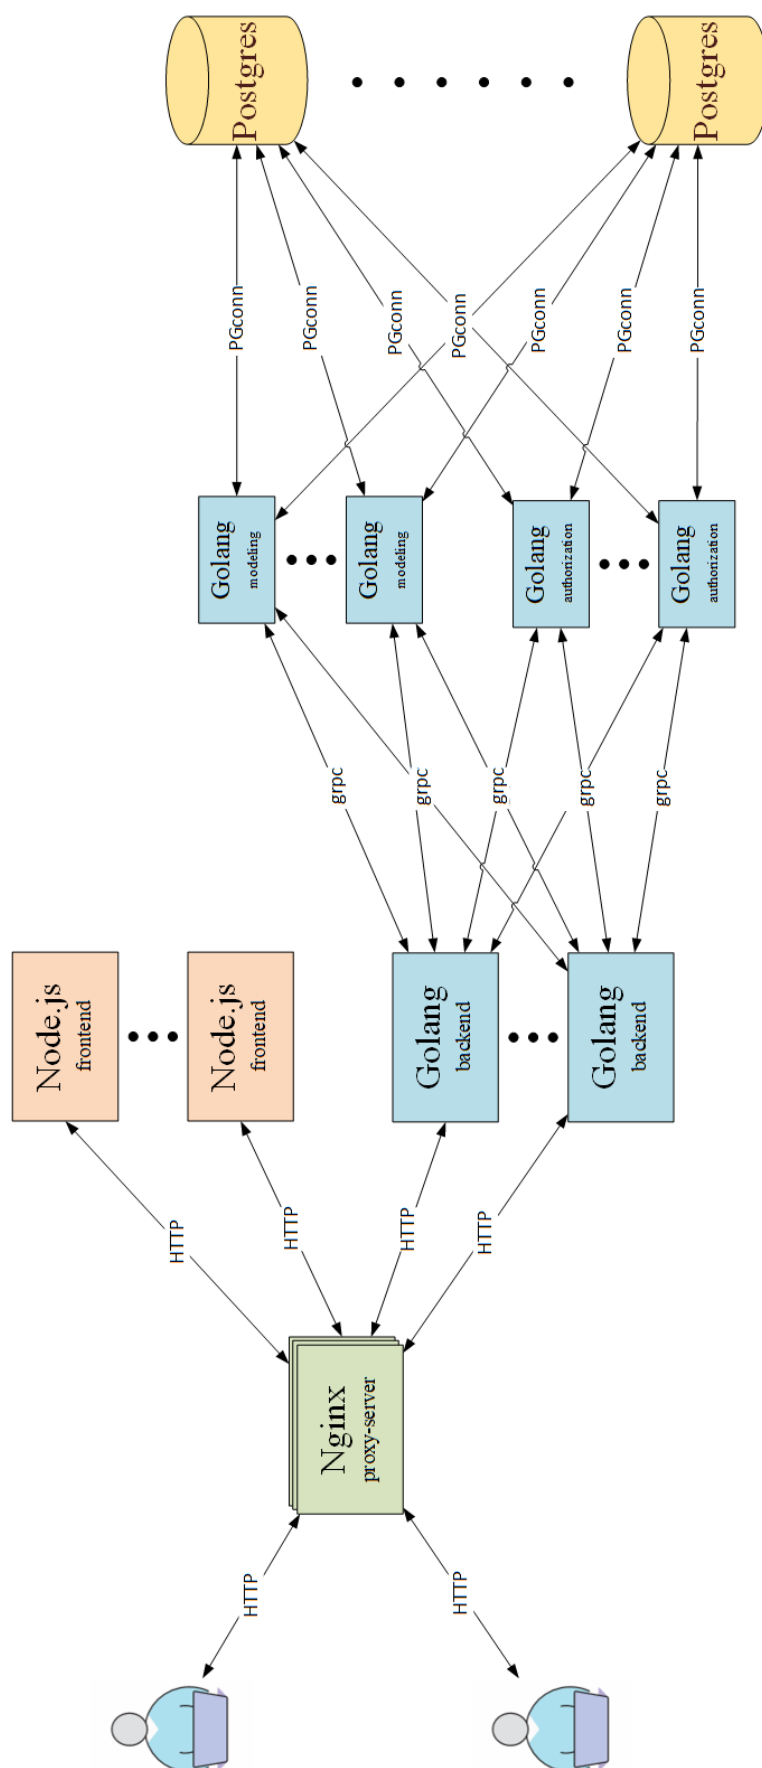 Postgres
Postgres
PGconn
PGconn
PGconn
PGconn
PGconn
PGconn
PGconn
Golang
modeling
Golang
modeling
Golang
authorization
Golang
authorization
grpc
grpc
grpc
grpc
grpc
Node.js
frontend
Node.js
frontend
Golang
backend
Golang
backend
HTTP
HTTP
HTTP
HTTP
Nginx
proxy-server
HTTP
HTTP